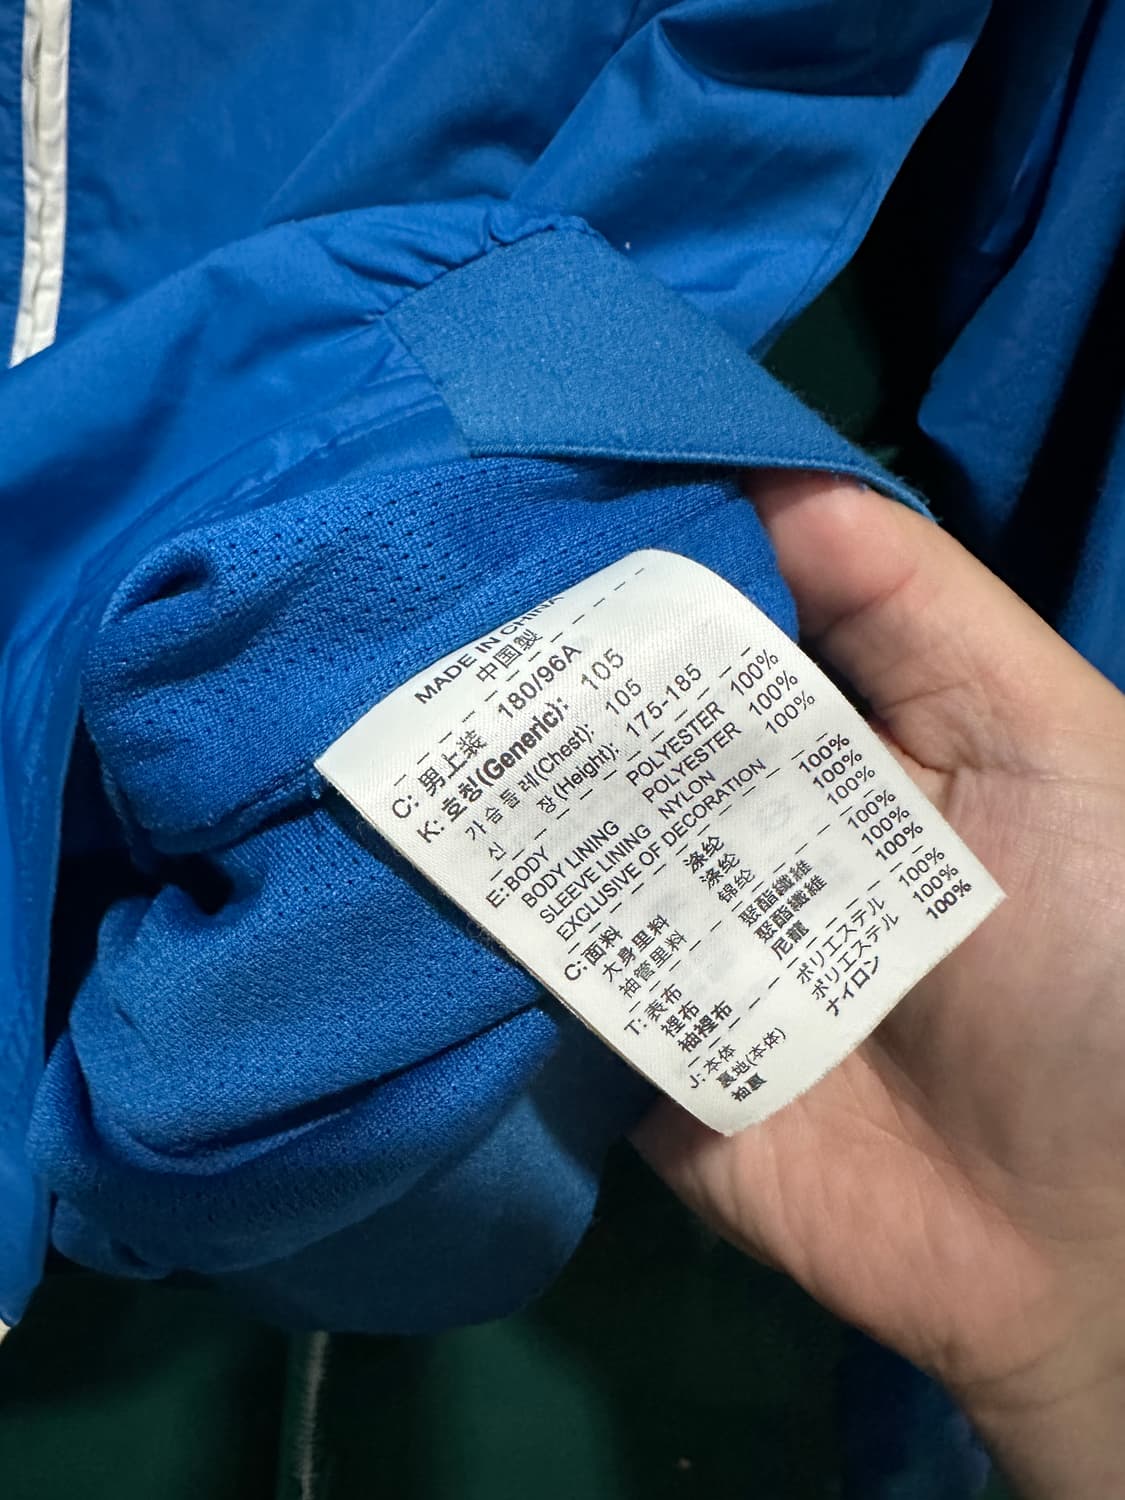 MADE IN CHINA
中国製
C: 男上装 180/96A
K: 호칭(Generic): 105
가슴둘레(Chest): 105
신 장(Height): 175-185
E: BODY POLYESTER 100%
BODY LINING POLYESTER 100%
SLEEVE LINING NYLON 100%
EXCLUSIVE OF DECORATION
C: 面料 涤纶 100%
大身里料 涤纶 100%
袖管里料 锦纶 100%
T: 表布 聚酯纖維 100%
裡布 聚酯纖維 100%
袖裡布 尼龍 100%
J: 本体 ポリエステル 100%
裏地(本体) ポリエステル 100%
袖裏 ナイロン 100%